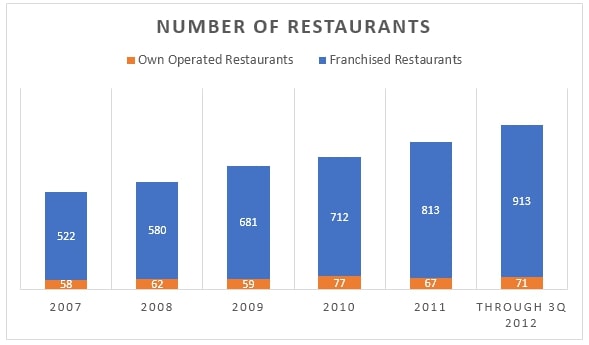 NUMBER OF RESTAURANTS
Own Operated Restaurants Franchised Restaurants
522 580 681 712 813 913
58 62 59 77 67 71
2007 2008 2009 2010 2011 THROUGH 3Q
2012